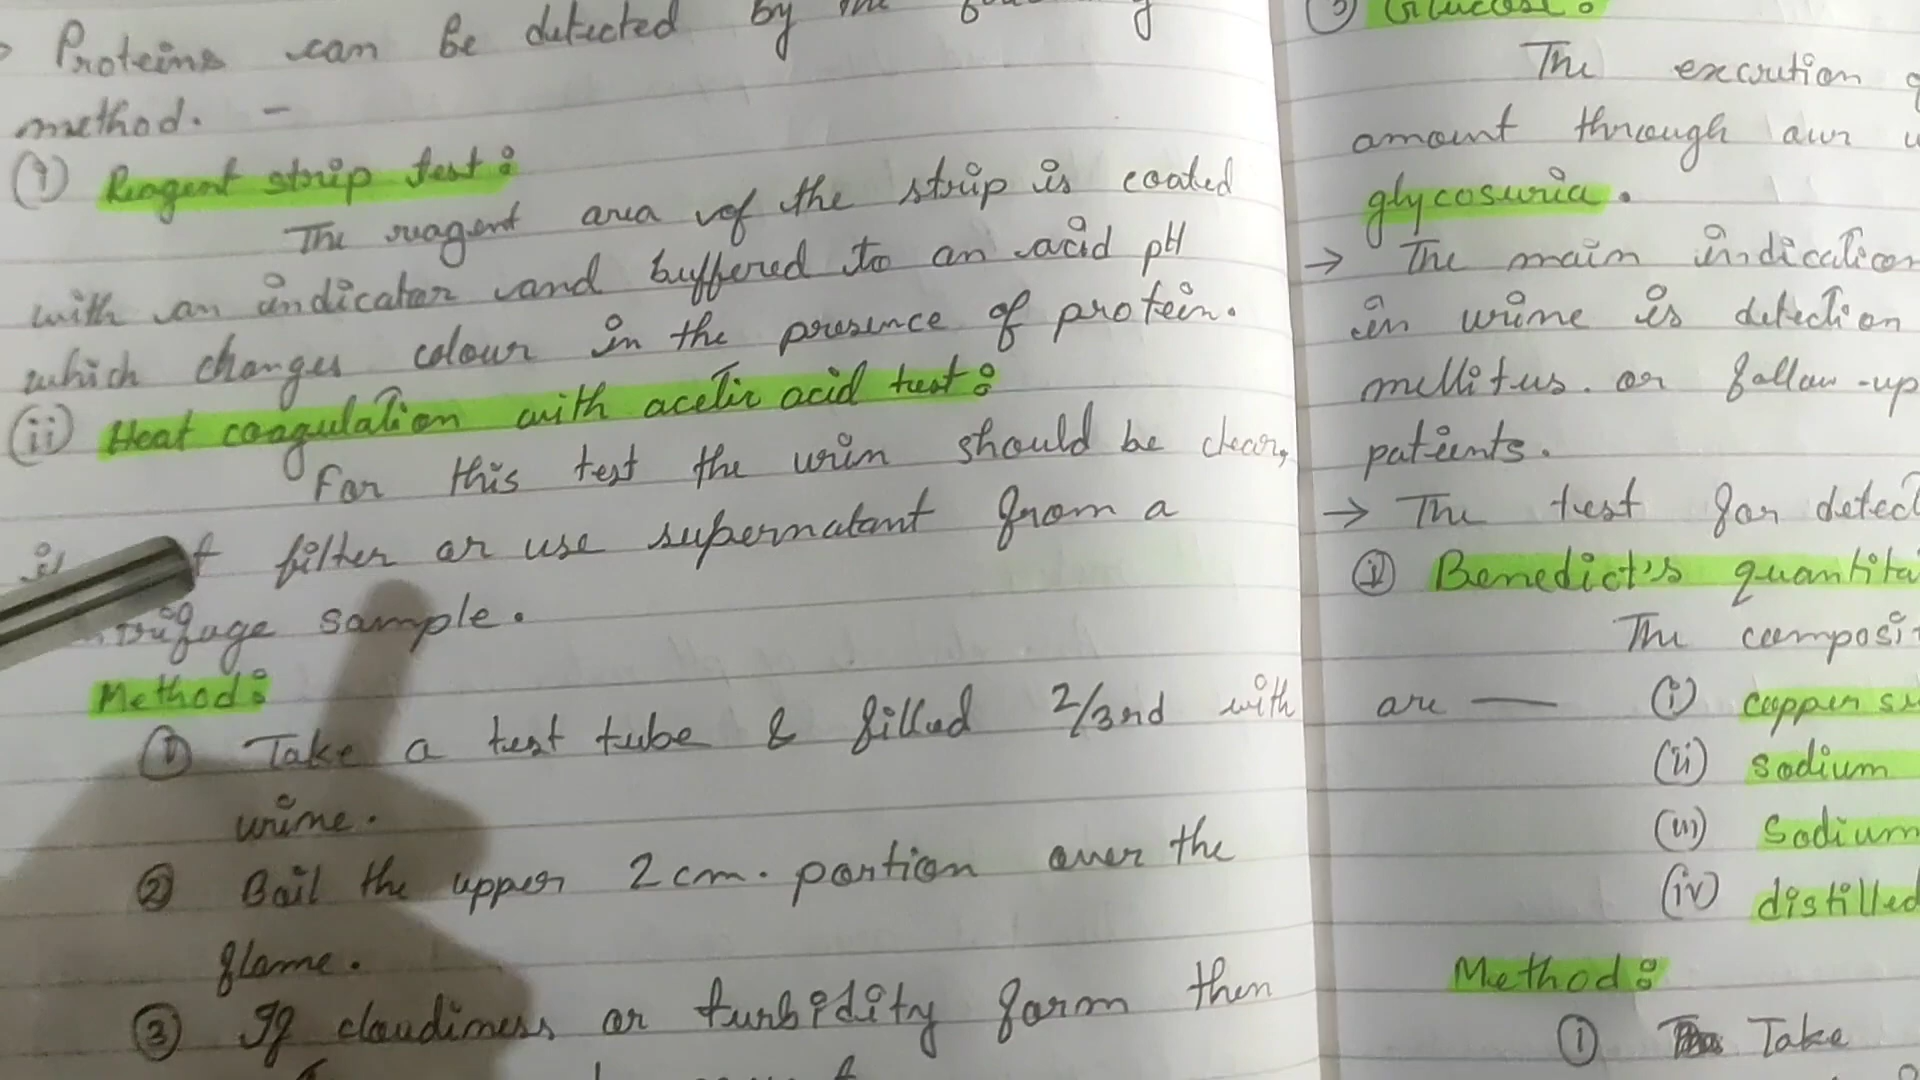 Proteins can be detected by the
method. -
(i) Reagent strip test :
The reagent area of the strip is coated
with an indicator and buffered to an acid pH
which changes colour in the presence of protein.
(ii) Heat coagulation with acetic acid test :
For this test the urin should be clear,
filter or use supernatant from a
sample.
Method :
① Take a test tube & filled 2/3rd with
urine.
② Boil the upper 2 cm. portion over the
flame.
③ If cloudiness or turbidity form then
Glucose :
The excrution
amount through our
glycosuria.
→ The main indication
in urine is detection
mellitus. or follow-up
patients.
→ The test for detect
① Benedict's quantita
The composi
are — (i) copper su
(ii) sodium
(iii) Sodium
(iv) distilled
Method :
① Take